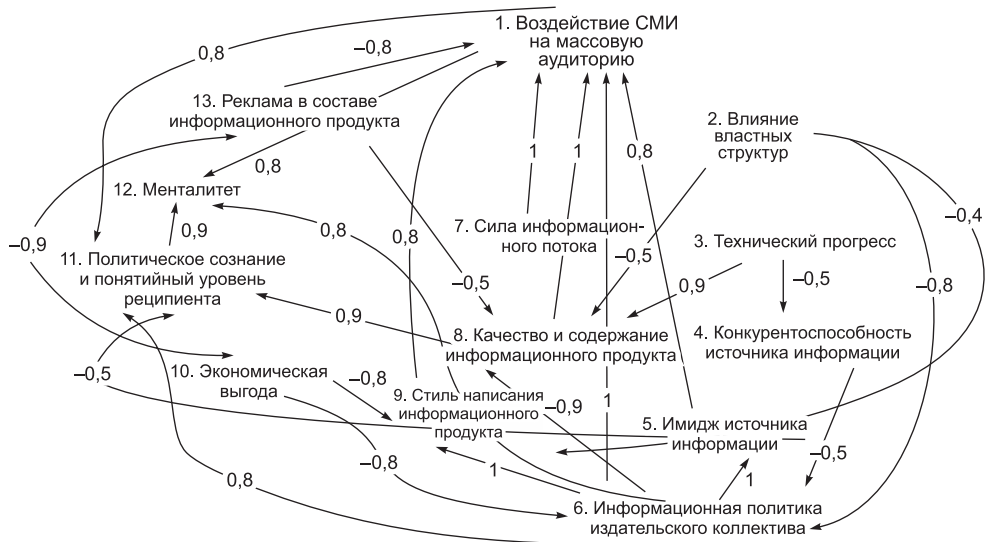 1. Воздействие СМИ
на массовую
аудиторию
0,8
–0,8
13. Реклама в составе
информационного продукта
2. Влияние
властных
структур
1
1
0,8
0,8
12. Менталитет
–0,4
7. Сила информацион-
ного потока
–0,9
0,9
0,8
0,8
3. Технический прогресс
11. Политическое сознание
и понятийный уровень
реципиента
–0,5
–0,5
0,9
–0,5
–0,8
0,9
8. Качество и содержание
информационного продукта
4. Конкурентоспособность
источника информации
–0,5
10. Экономическая
выгода
–0,8
9. Стиль написания
информационного
продукта
–0,9
1
5. Имидж источника
информации
–0,5
–0,8
1
1
0,8
6. Информационная политика
издательского коллектива